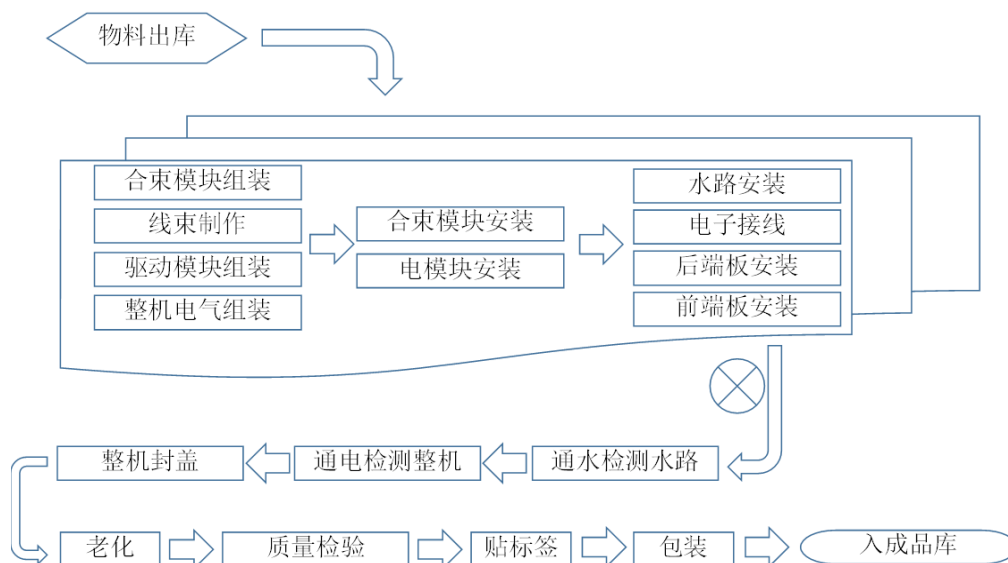 物料出库
合束模块组装
线束制作
驱动模块组装
整机电气组装
合束模块安装
电模块安装
水路安装
电子接线
后端板安装
前端板安装
通水检测水路
通电检测整机
整机封盖
老化
质量检验
贴标签
包装
入成品库